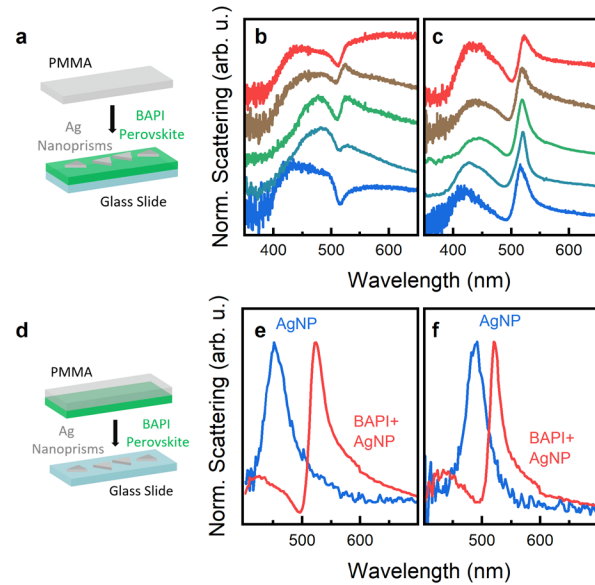 a
PMMA
Ag
Nanoprisms
BAPI
Perovskite
Glass Slide
b
c
Norm. Scattering (arb. u.)
400 500 600
400 500 600
Wavelength (nm)
d
PMMA
Ag
Nanoprisms
BAPI
Perovskite
Glass Slide
e
AgNP
BAPI+
AgNP
f
AgNP
BAPI+
AgNP
Norm. Scattering (arb. u.)
500 600
500 600
Wavelength (nm)